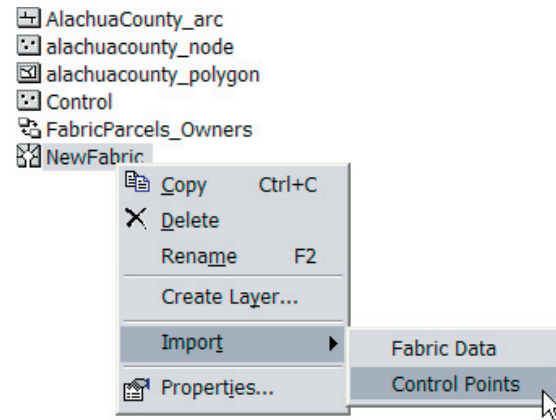 AlachuaCounty_arc
alachuacounty_node
alachuacounty_polygon
Control
FabricParcels_Owners
NewFabric
Copy Ctrl+C
Delete
Rename F2
Create Layer...
Import
Fabric Data
Control Points
Properties...